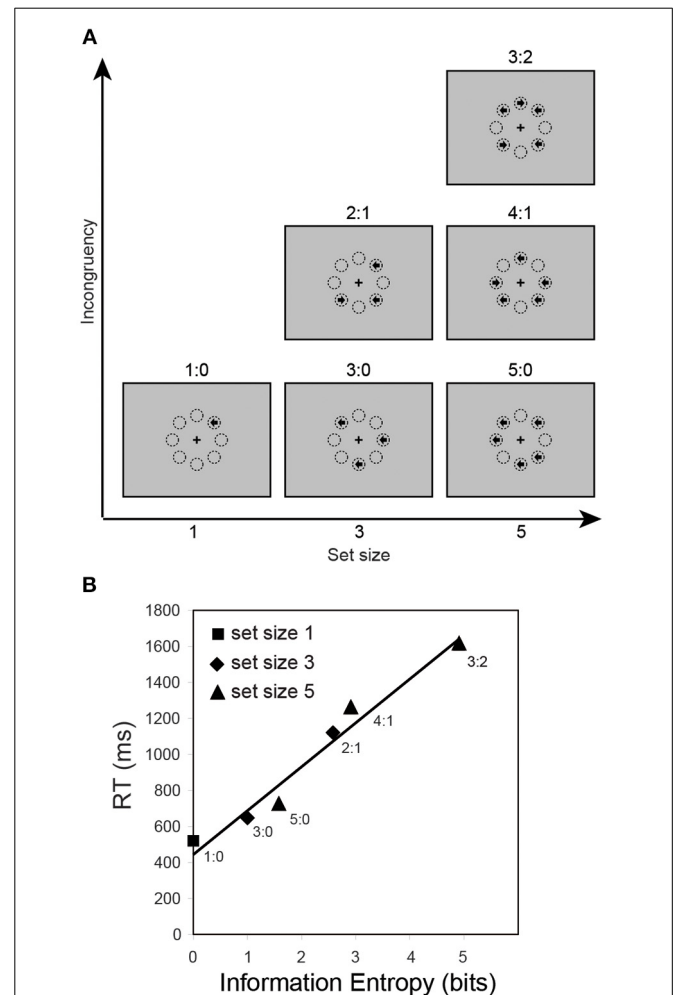 A
3:2
2:1 4:1
1:0 3:0 5:0
Incongruency
1 3 5
Set size
B
1800
1600
1400
1200
1000
800
600
400
200
0
RT (ms)
set size 1
set size 3
set size 5
3:2
4:1
2:1
5:0
3:0
1:0
0 1 2 3 4 5
Information Entropy (bits)